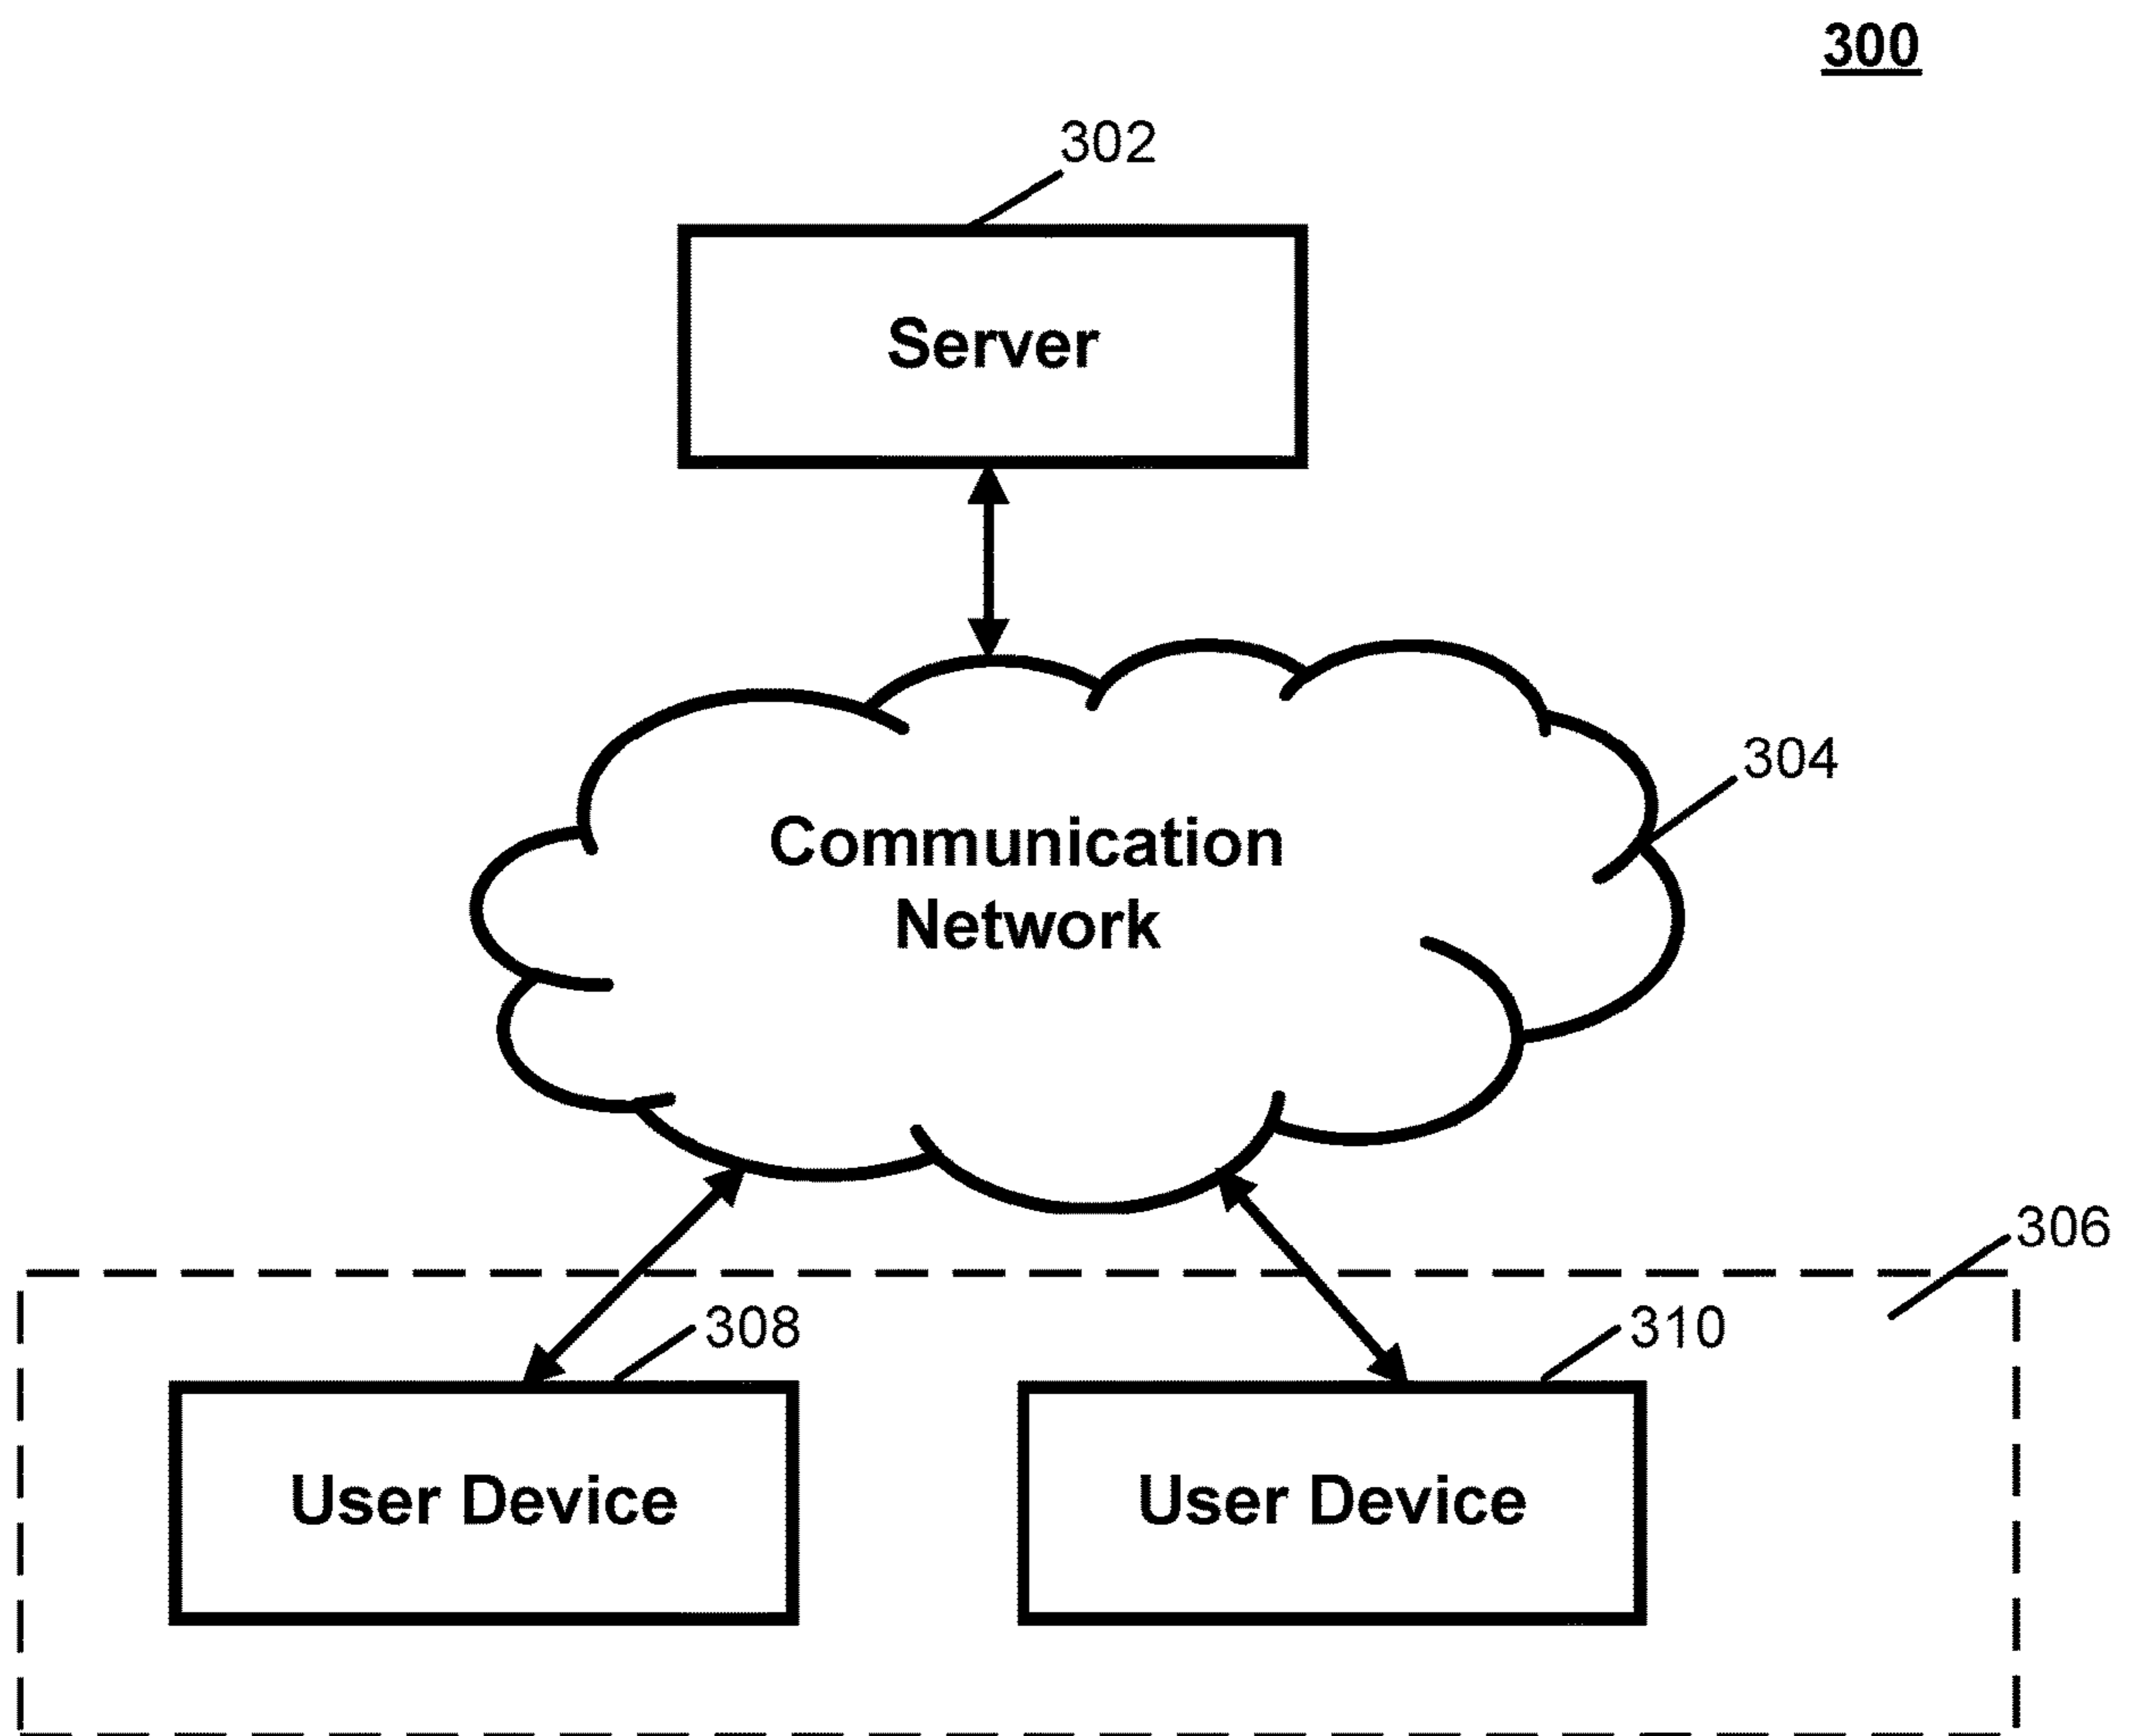 300
302
Server
304
Communication
Network
306
308
310
User Device
User Device